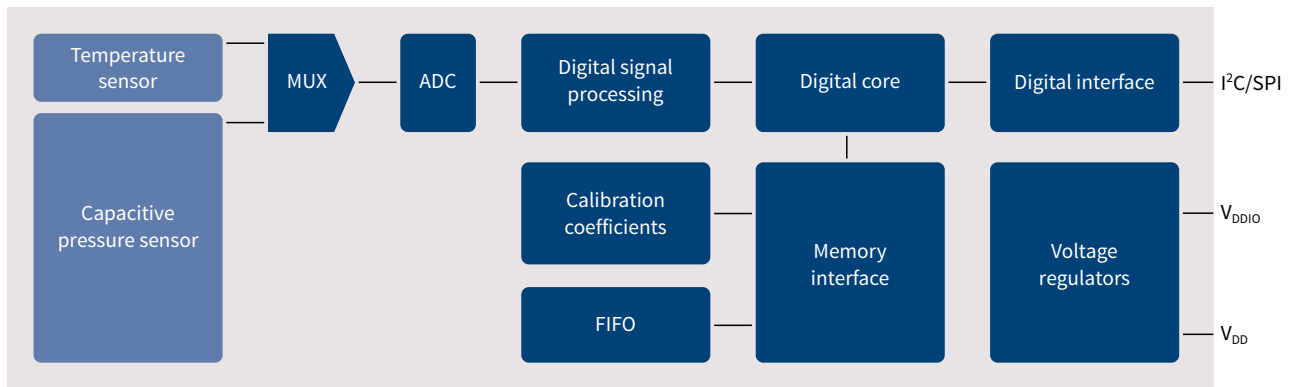 Temperature
sensor
MUX
ADC
Digital signal
processing
Digital core
Digital interface
I²C/SPI
Capacitive
pressure sensor
Calibration
coefficients
Memory
interface
Voltage
regulators
V_DDIO
FIFO
V_DD